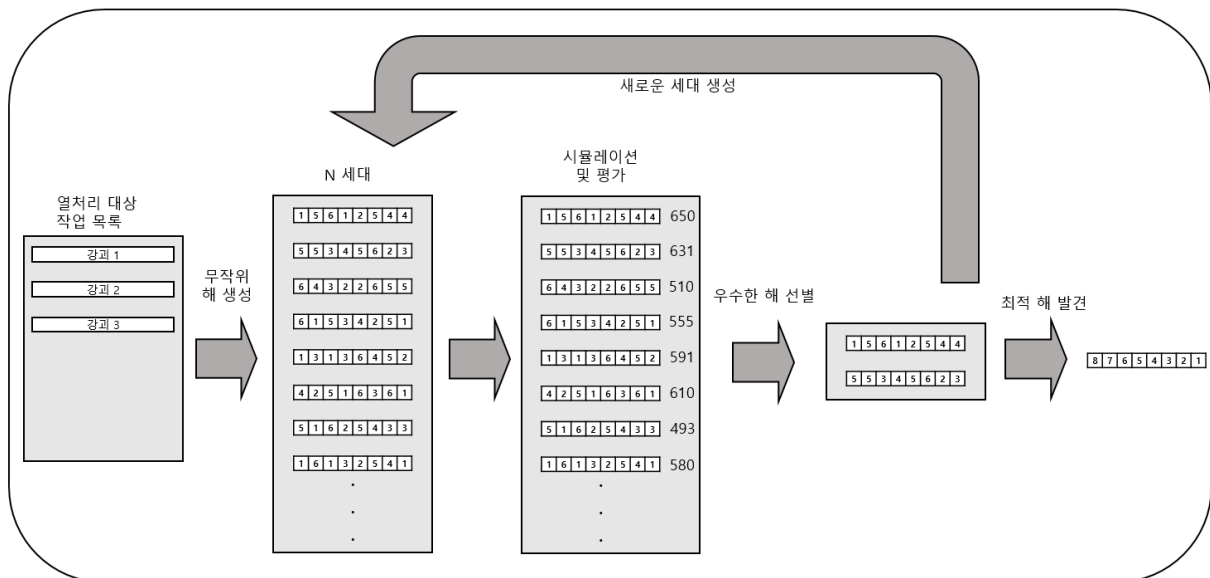 새로운 세대 생성
열처리 대상
작업 목록
강괴 1
강괴 2
강괴 3
무작위
해 생성
N 세대
1 5 6 1 2 5 4 4
5 5 3 4 5 6 2 3
6 4 3 2 2 6 5 5
6 1 5 3 4 2 5 1
1 3 1 3 6 4 5 2
4 2 5 1 6 3 6 1
5 1 6 2 5 4 3 3
1 6 1 3 2 5 4 1
시뮬레이션
및 평가
1 5 6 1 2 5 4 4 650
5 5 3 4 5 6 2 3 631
6 4 3 2 2 6 5 5 510
6 1 5 3 4 2 5 1 555
1 3 1 3 6 4 5 2 591
4 2 5 1 6 3 6 1 610
5 1 6 2 5 4 3 3 493
1 6 1 3 2 5 4 1 580
우수한 해 선별
1 5 6 1 2 5 4 4
5 5 3 4 5 6 2 3
최적 해 발견
8 7 6 5 4 3 2 1